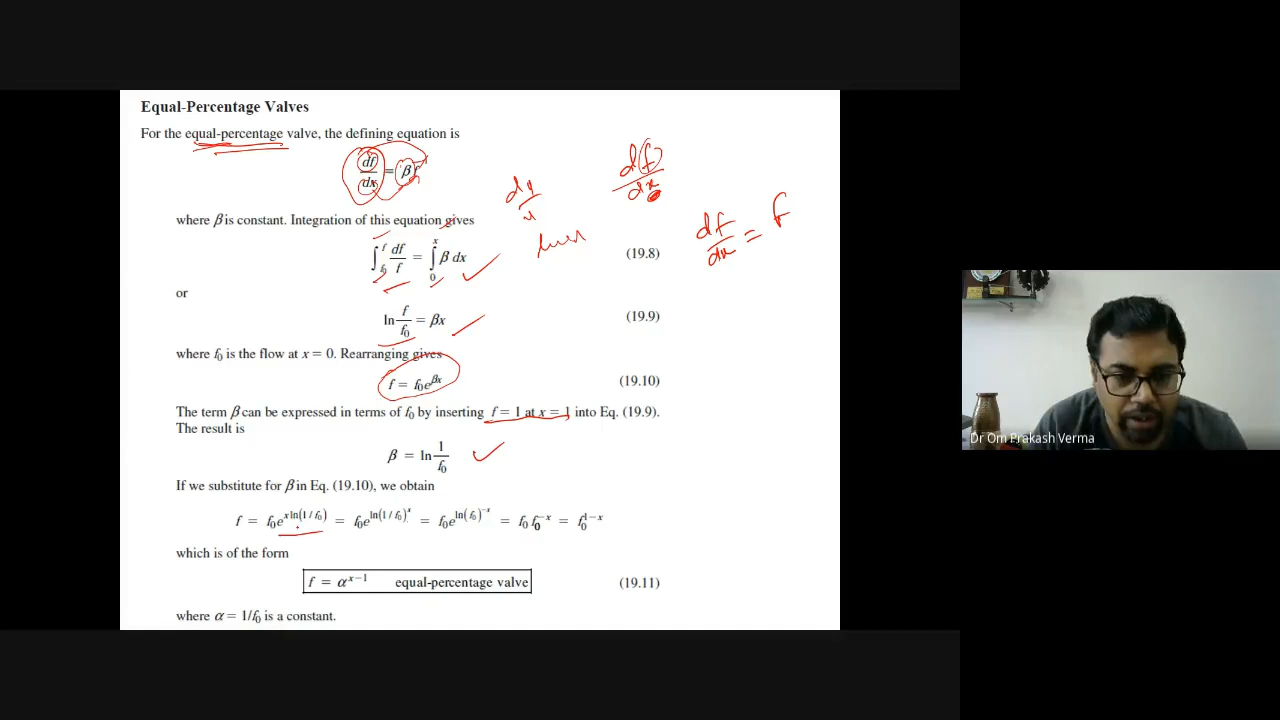 Equal-Percentage Valves
For the equal-percentage valve, the defining equation is
df/dx = βf
where β is constant. Integration of this equation gives
∫_{f₀}^{f} df/f = ∫_{0}^{x} β dx (19.8)
or
ln f/f₀ = βx (19.9)
where f₀ is the flow at x = 0. Rearranging gives
f = f₀e^{βx} (19.10)
The term β can be expressed in terms of f₀ by inserting f = 1 at x = 1 into Eq. (19.9).
The result is
β = ln 1/f₀
If we substitute for β in Eq. (19.10), we obtain
f = f₀e^{x ln(1/f₀)} = f₀e^{ln(1/f₀)^x} = f₀e^{ln(f₀)^{-x}} = f₀ f₀^{-x} = f₀^{1-x}
which is of the form
f = α^{x-1} equal-percentage valve (19.11)
where α = 1/f₀ is a constant.
d(f)/dx
df/dx = f
Dr Om Prakash Verma